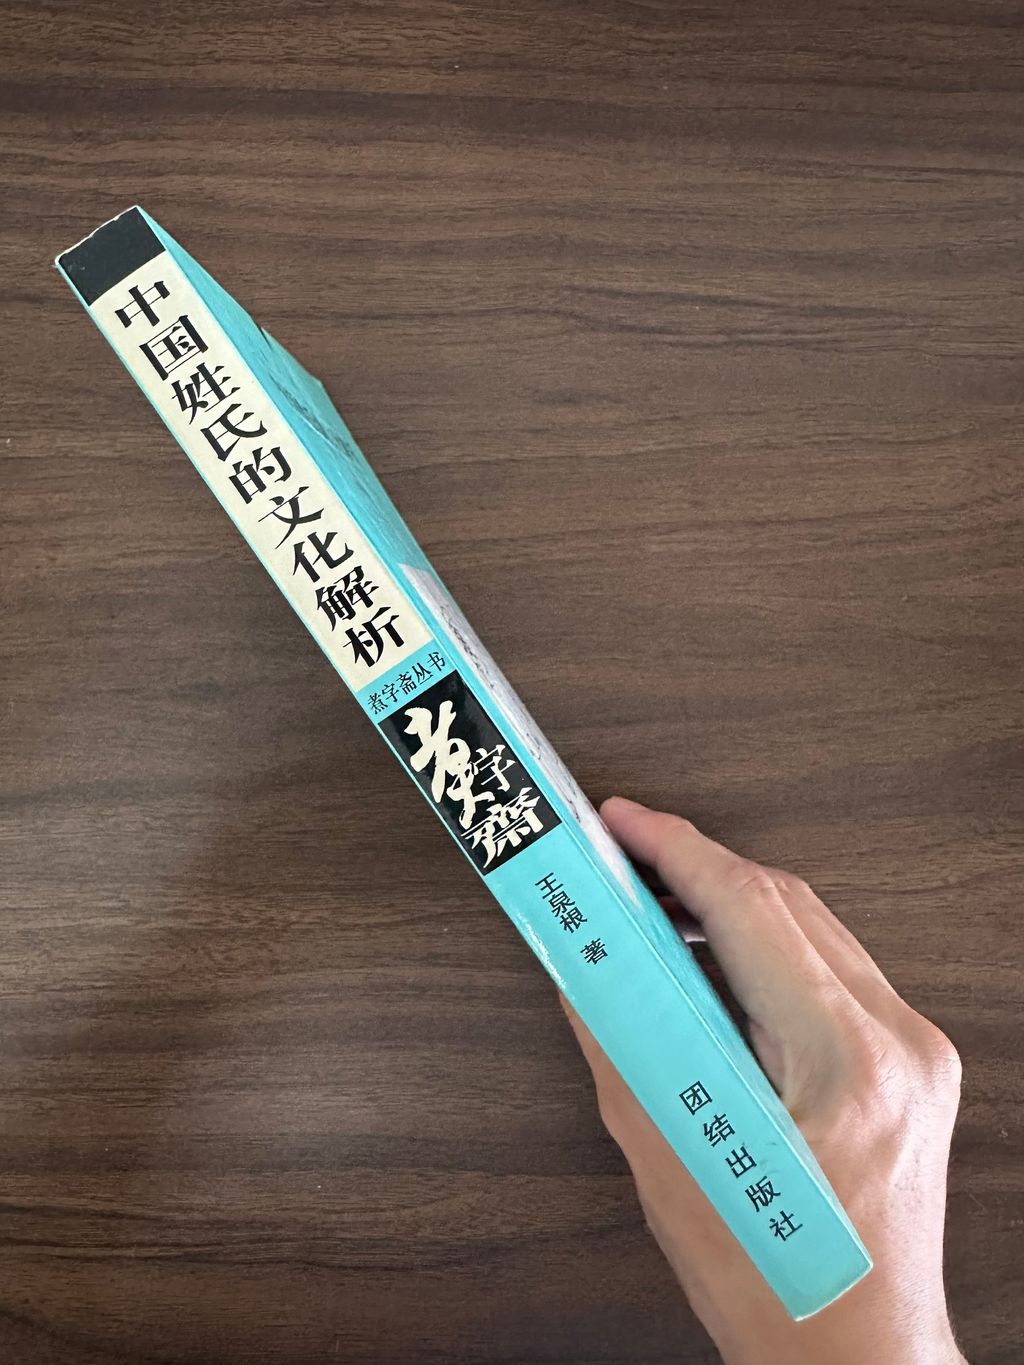 中国姓氏的文化解析
煮字斋丛书
煮字齋
王泉根 著
团结出版社